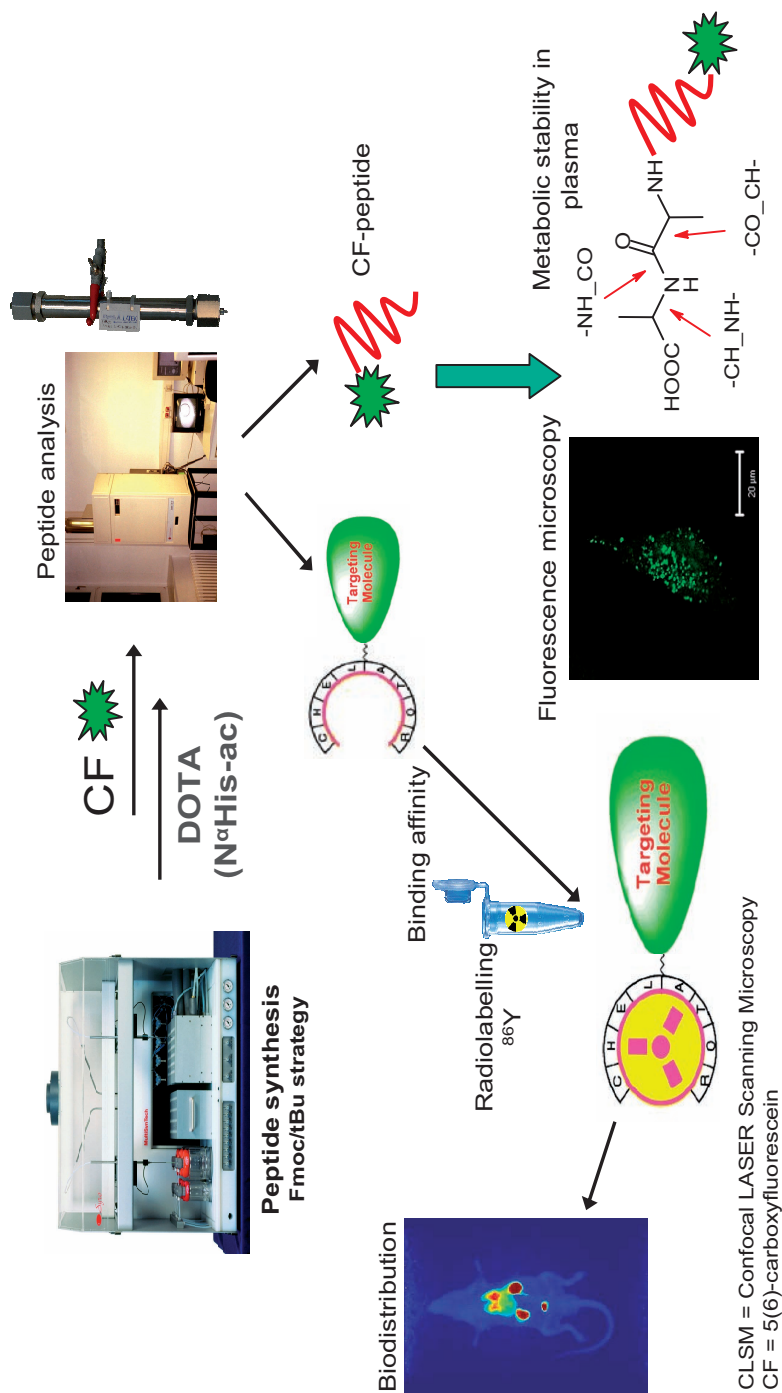 Peptide synthesis
Fmoc/tBu strategy
CF
DOTA
(NαHis-ac)
Peptide analysis
CHELATOR
Targeting
Molecule
CF-peptide
Binding affinity
Radiolabelling
86Y
CHELATOR
Targeting
Molecule
Biodistribution
Fluorescence microscopy
20 µm
Metabolic stability in
plasma
-NH_CO
O
NH
N
H
HOOC
-CH_NH-
-CO_CH-
CLSM = Confocal LASER Scanning Microscopy
CF = 5(6)-carboxyfluorescein